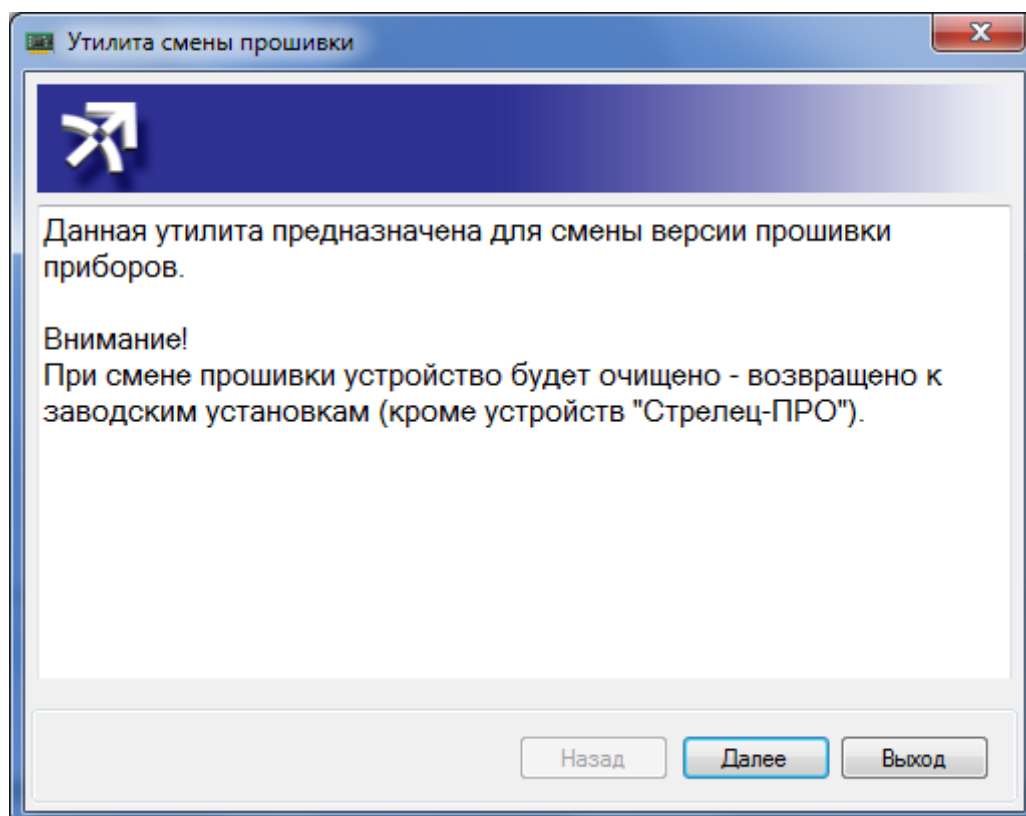 Утилита смены прошивки
Данная утилита предназначена для смены версии прошивки
приборов.
Внимание!
При смене прошивки устройство будет очищено - возвращено к
заводским установкам (кроме устройств "Стрелец-ПРО").
Назад
Далее
Выход